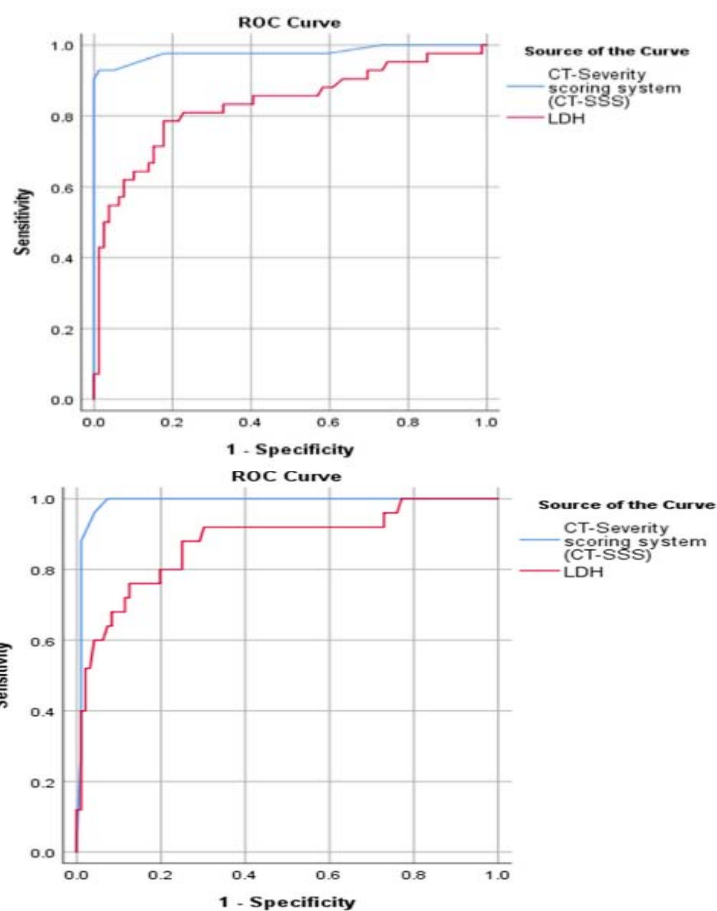 ROC Curve
Source of the Curve
CT-Severity
scoring system
(CT-SSS)
LDH
1.0
0.8
0.6
0.4
0.2
0.0
Sensitivity
0.0 0.2 0.4 0.6 0.8 1.0
1 - Specificity
ROC Curve
Source of the Curve
CT-Severity
scoring system
(CT-SSS)
LDH
1.0
0.8
0.6
0.4
0.2
0.0
Sensitivity
0.0 0.2 0.4 0.6 0.8 1.0
1 - Specificity